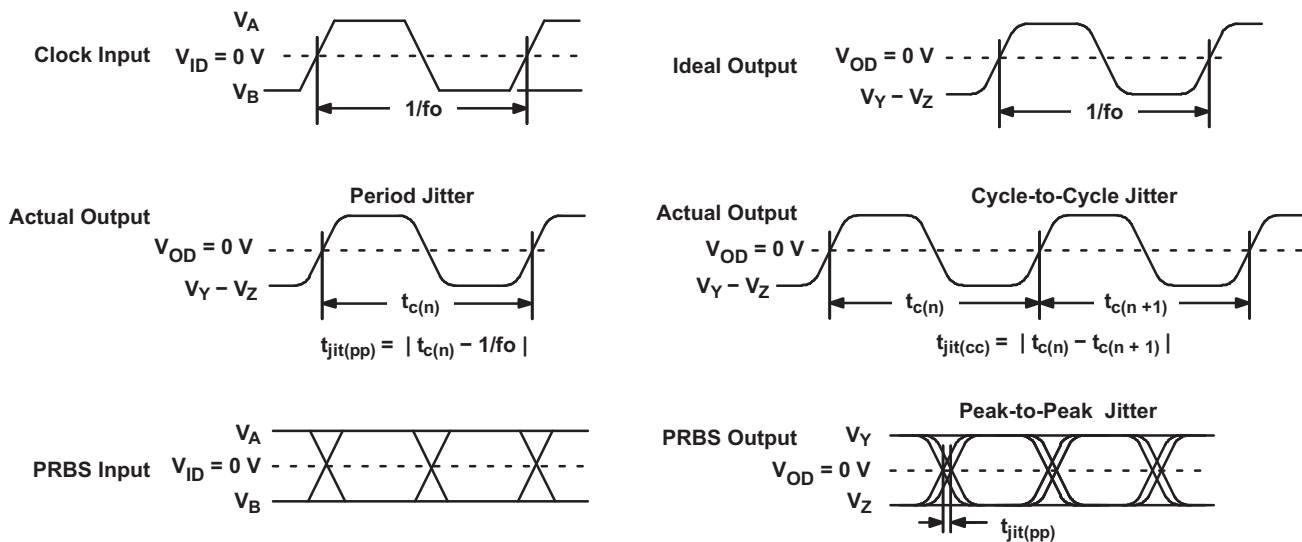 Clock Input
V_A
V_ID = 0 V
V_B
1/fo
Ideal Output
V_OD = 0 V
V_Y – V_Z
1/fo
Actual Output
Period Jitter
V_OD = 0 V
V_Y – V_Z
t_c(n)
t_jit(pp) = | t_c(n) – 1/fo |
Actual Output
Cycle-to-Cycle Jitter
V_OD = 0 V
V_Y – V_Z
t_c(n)
t_c(n +1)
t_jit(cc) = | t_c(n) – t_c(n + 1) |
PRBS Input
V_A
V_ID = 0 V
V_B
Peak-to-Peak Jitter
PRBS Output
V_Y
V_OD = 0 V
V_Z
t_jit(pp)